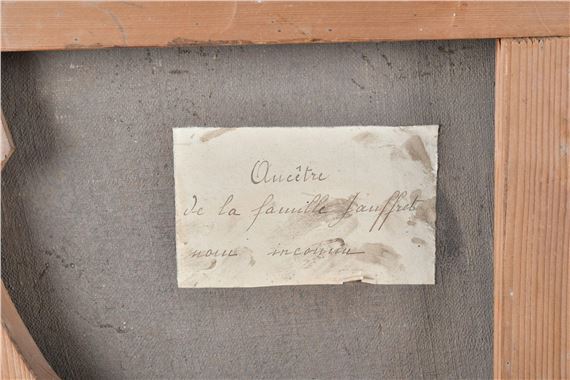 Ancêtre
de la famille Jauffret
nom inconnu